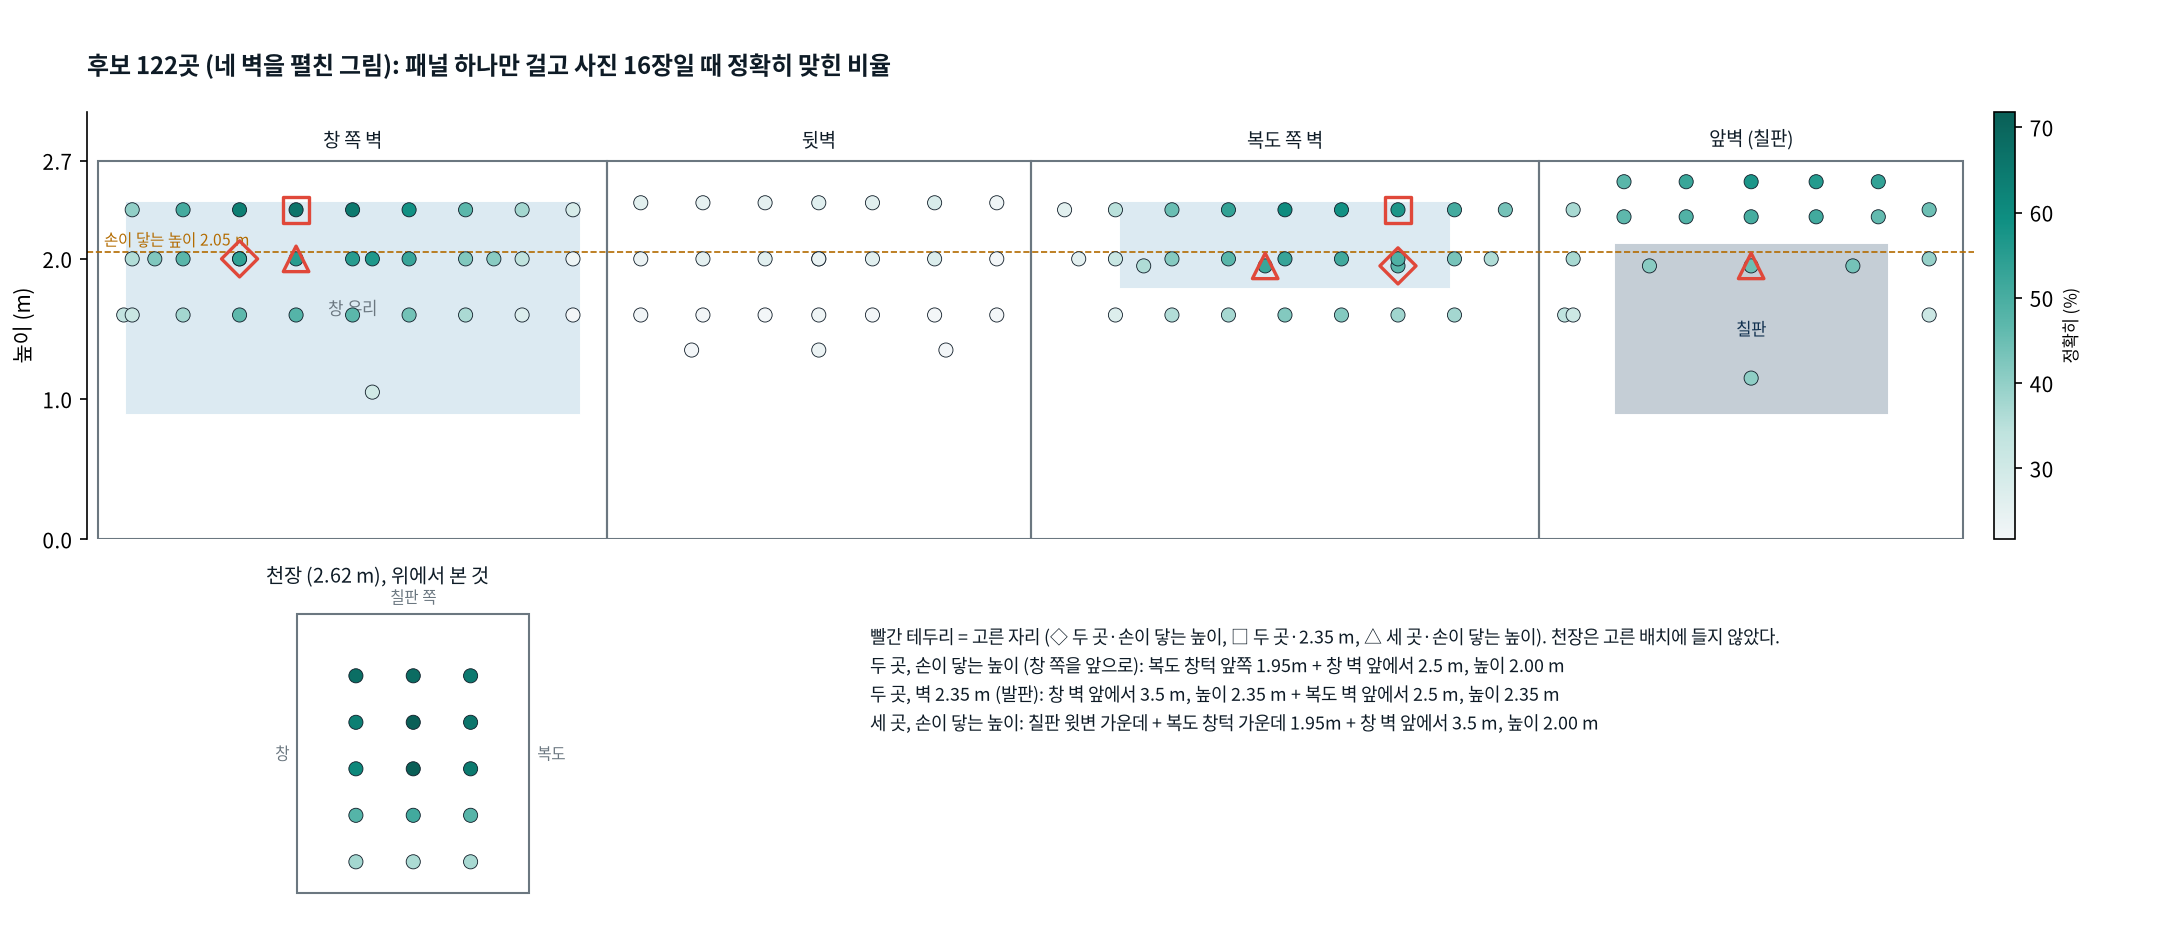 후보 122곳 (네 벽을 펼친 그림): 패널 하나만 걸고 사진 16장일 때 정확히 맞힌 비율
창 쪽 벽
뒷벽
복도 쪽 벽
앞벽 (칠판)
높이 (m)
2.7
2.0
1.0
0.0
손이 닿는 높이 2.05 m
창 유리
칠판
70
60
50
40
30
정확히 (%)
천장 (2.62 m), 위에서 본 것
칠판 쪽
창
복도
빨간 테두리 = 고른 자리 (◇ 두 곳·손이 닿는 높이, □ 두 곳·2.35 m, △ 세 곳·손이 닿는 높이). 천장은 고른 배치에 들지 않았다.
두 곳, 손이 닿는 높이 (창 쪽을 앞으로): 복도 창턱 앞쪽 1.95m + 창 벽 앞에서 2.5 m, 높이 2.00 m
두 곳, 벽 2.35 m (발판): 창 벽 앞에서 3.5 m, 높이 2.35 m + 복도 벽 앞에서 2.5 m, 높이 2.35 m
세 곳, 손이 닿는 높이: 칠판 윗변 가운데 + 복도 창턱 가운데 1.95m + 창 벽 앞에서 3.5 m, 높이 2.00 m